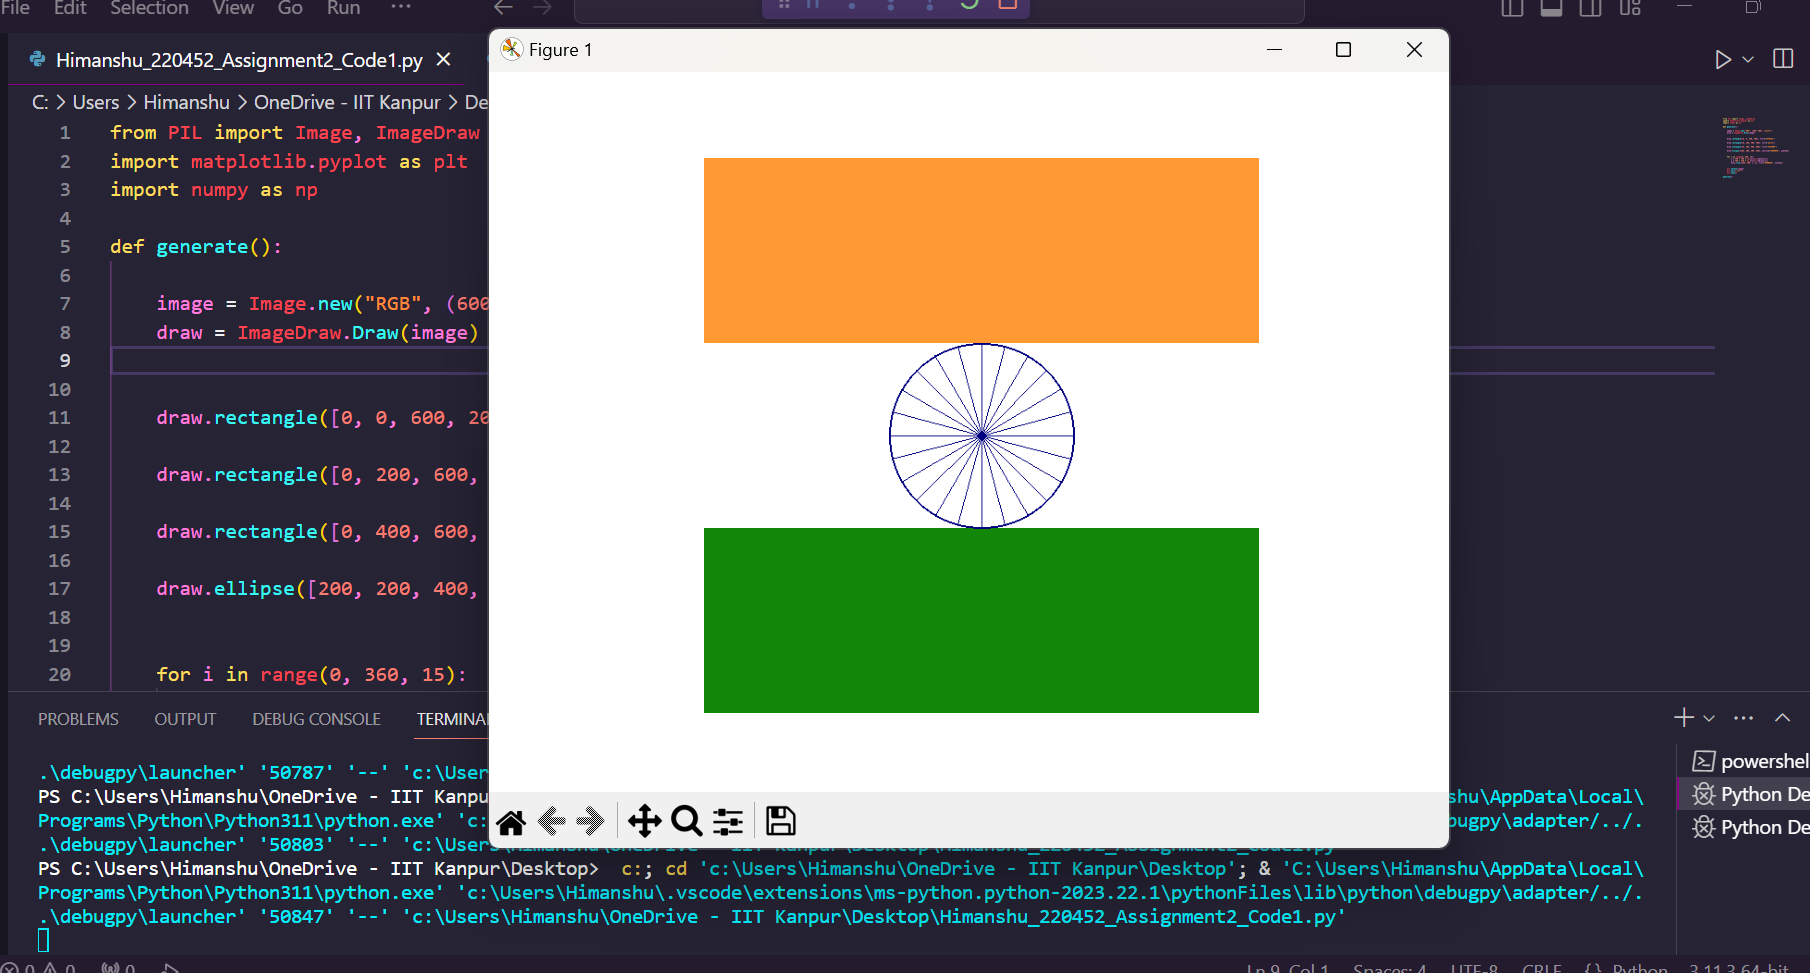 File Edit Selection View Go Run ···
Himanshu_220452_Assignment2_Code1.py
C: > Users > Himanshu > OneDrive - IIT Kanpur > De
1 from PIL import Image, ImageDraw
2 import matplotlib.pyplot as plt
3 import numpy as np
4
5 def generate():
6
7 image = Image.new("RGB", (600
8 draw = ImageDraw.Draw(image)
9
10
11 draw.rectangle([0, 0, 600, 20
12
13 draw.rectangle([0, 200, 600,
14
15 draw.rectangle([0, 400, 600,
16
17 draw.ellipse([200, 200, 400,
18
19
20 for i in range(0, 360, 15):
Figure 1
PROBLEMS OUTPUT DEBUG CONSOLE TERMINAL
.\debugpy\launcher' '50787' '--' 'c:\User
PS C:\Users\Himanshu\OneDrive - IIT Kanpu shu\AppData\Local\
Programs\Python\Python311\python.exe' 'c: bugpy\adapter/../.
.\debugpy\launcher' '50803' '--' 'c:\Users\Himanshu\OneDrive - IIT Kanpur\Desktop\Himanshu_220452_Assignment2_Code1.py'
PS C:\Users\Himanshu\OneDrive - IIT Kanpur\Desktop> c:; cd 'c:\Users\Himanshu\OneDrive - IIT Kanpur\Desktop'; & 'C:\Users\Himanshu\AppData\Local\
Programs\Python\Python311\python.exe' 'c:\Users\Himanshu\.vscode\extensions\ms-python.python-2023.22.1\pythonFiles\lib\python\debugpy\adapter/../.
.\debugpy\launcher' '50847' '--' 'c:\Users\Himanshu\OneDrive - IIT Kanpur\Desktop\Himanshu_220452_Assignment2_Code1.py'
powershel
Python De
Python De
0 0 0 Ln 9, Col 1 Spaces: 4 UTF-8 CRLF {} Python 3.11.3 64-bit